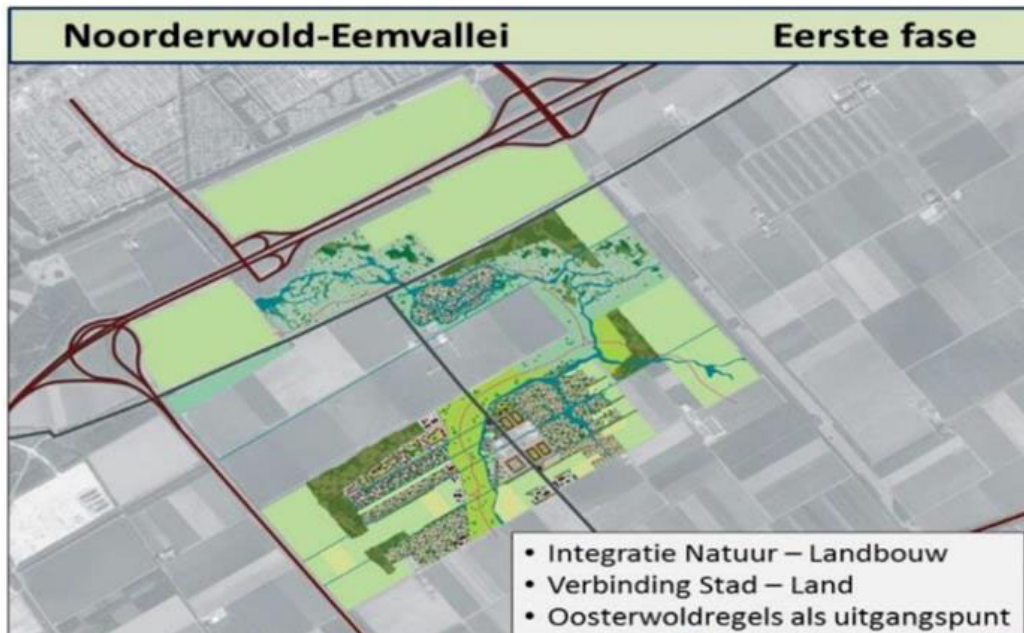 Noorderwold-Eemvallei Eerste fase
• Integratie Natuur – Landbouw
• Verbinding Stad – Land
• Oosterwoldregels als uitgangspunt